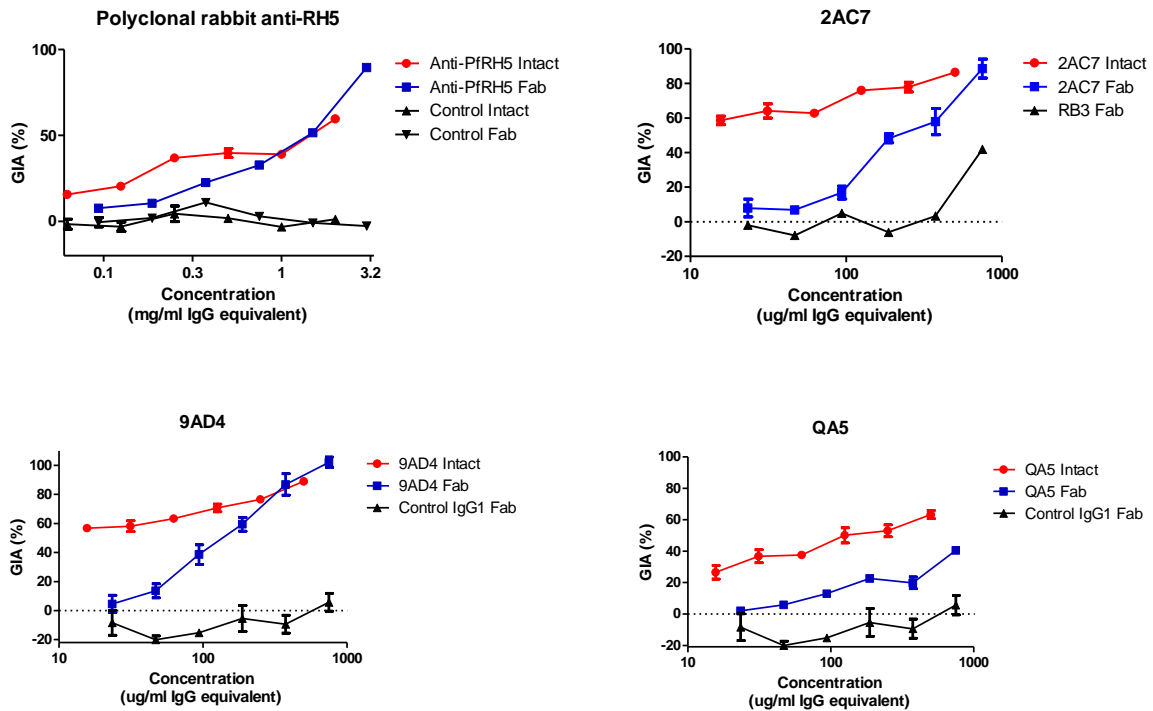 Polyclonal rabbit anti-RH5
100
50
0
GIA (%)
0.1
0.3
1
3.2
Concentration
(mg/ml IgG equivalent)
Anti-PfRH5 Intact
Anti-PfRH5 Fab
Control Intact
Control Fab
2AC7
100
80
60
40
20
0
-20
GIA (%)
10
100
1000
Concentration
(ug/ml IgG equivalent)
2AC7 Intact
2AC7 Fab
RB3 Fab
9AD4
100
80
60
40
20
0
-20
GIA (%)
10
100
1000
Concentration
(ug/ml IgG equivalent)
9AD4 Intact
9AD4 Fab
Control IgG1 Fab
QA5
100
80
60
40
20
0
-20
GIA (%)
10
100
1000
Concentration
(ug/ml IgG equivalent)
QA5 Intact
QA5 Fab
Control IgG1 Fab